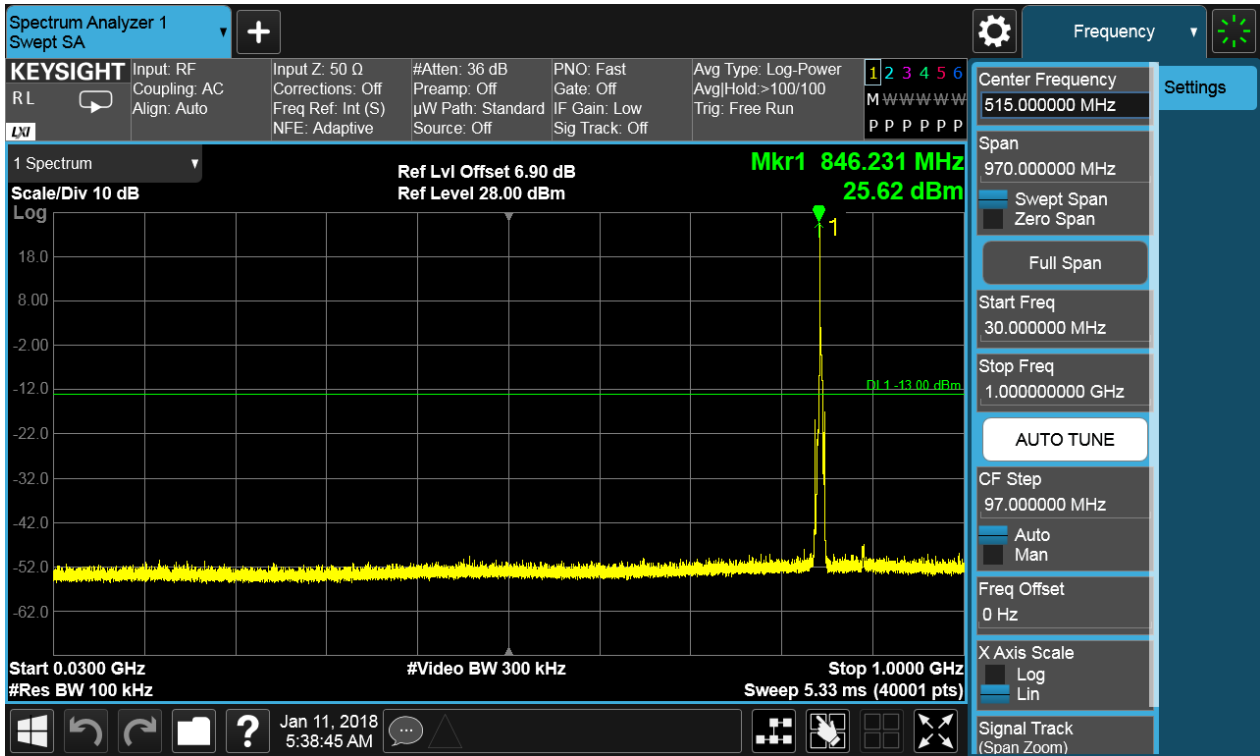 Spectrum Analyzer 1
Swept SA
+
Frequency
KEYSIGHT
RL
LXI
Input: RF
Coupling: AC
Align: Auto
Input Z: 50 Ω
Corrections: Off
Freq Ref: Int (S)
NFE: Adaptive
#Atten: 36 dB
Preamp: Off
µW Path: Standard
Source: Off
PNO: Fast
Gate: Off
IF Gain: Low
Sig Track: Off
Avg Type: Log-Power
Avg|Hold:>100/100
Trig: Free Run
1 2 3 4 5 6
M W W W W W
P P P P P P
1 Spectrum
Scale/Div 10 dB
Ref Lvl Offset 6.90 dB
Ref Level 28.00 dBm
Mkr1 846.231 MHz
25.62 dBm
Log
1
18.0
8.00
-2.00
-12.0
DL1 -13.00 dBm
-22.0
-32.0
-42.0
-52.0
-62.0
Start 0.0300 GHz
#Video BW 300 kHz
Stop 1.0000 GHz
#Res BW 100 kHz
Sweep 5.33 ms (40001 pts)
?
Jan 11, 2018
5:38:45 AM
Center Frequency
515.000000 MHz
Settings
Span
970.000000 MHz
Swept Span
Zero Span
Full Span
Start Freq
30.000000 MHz
Stop Freq
1.000000000 GHz
AUTO TUNE
CF Step
97.000000 MHz
Auto
Man
Freq Offset
0 Hz
X Axis Scale
Log
Lin
Signal Track
(Span Zoom)